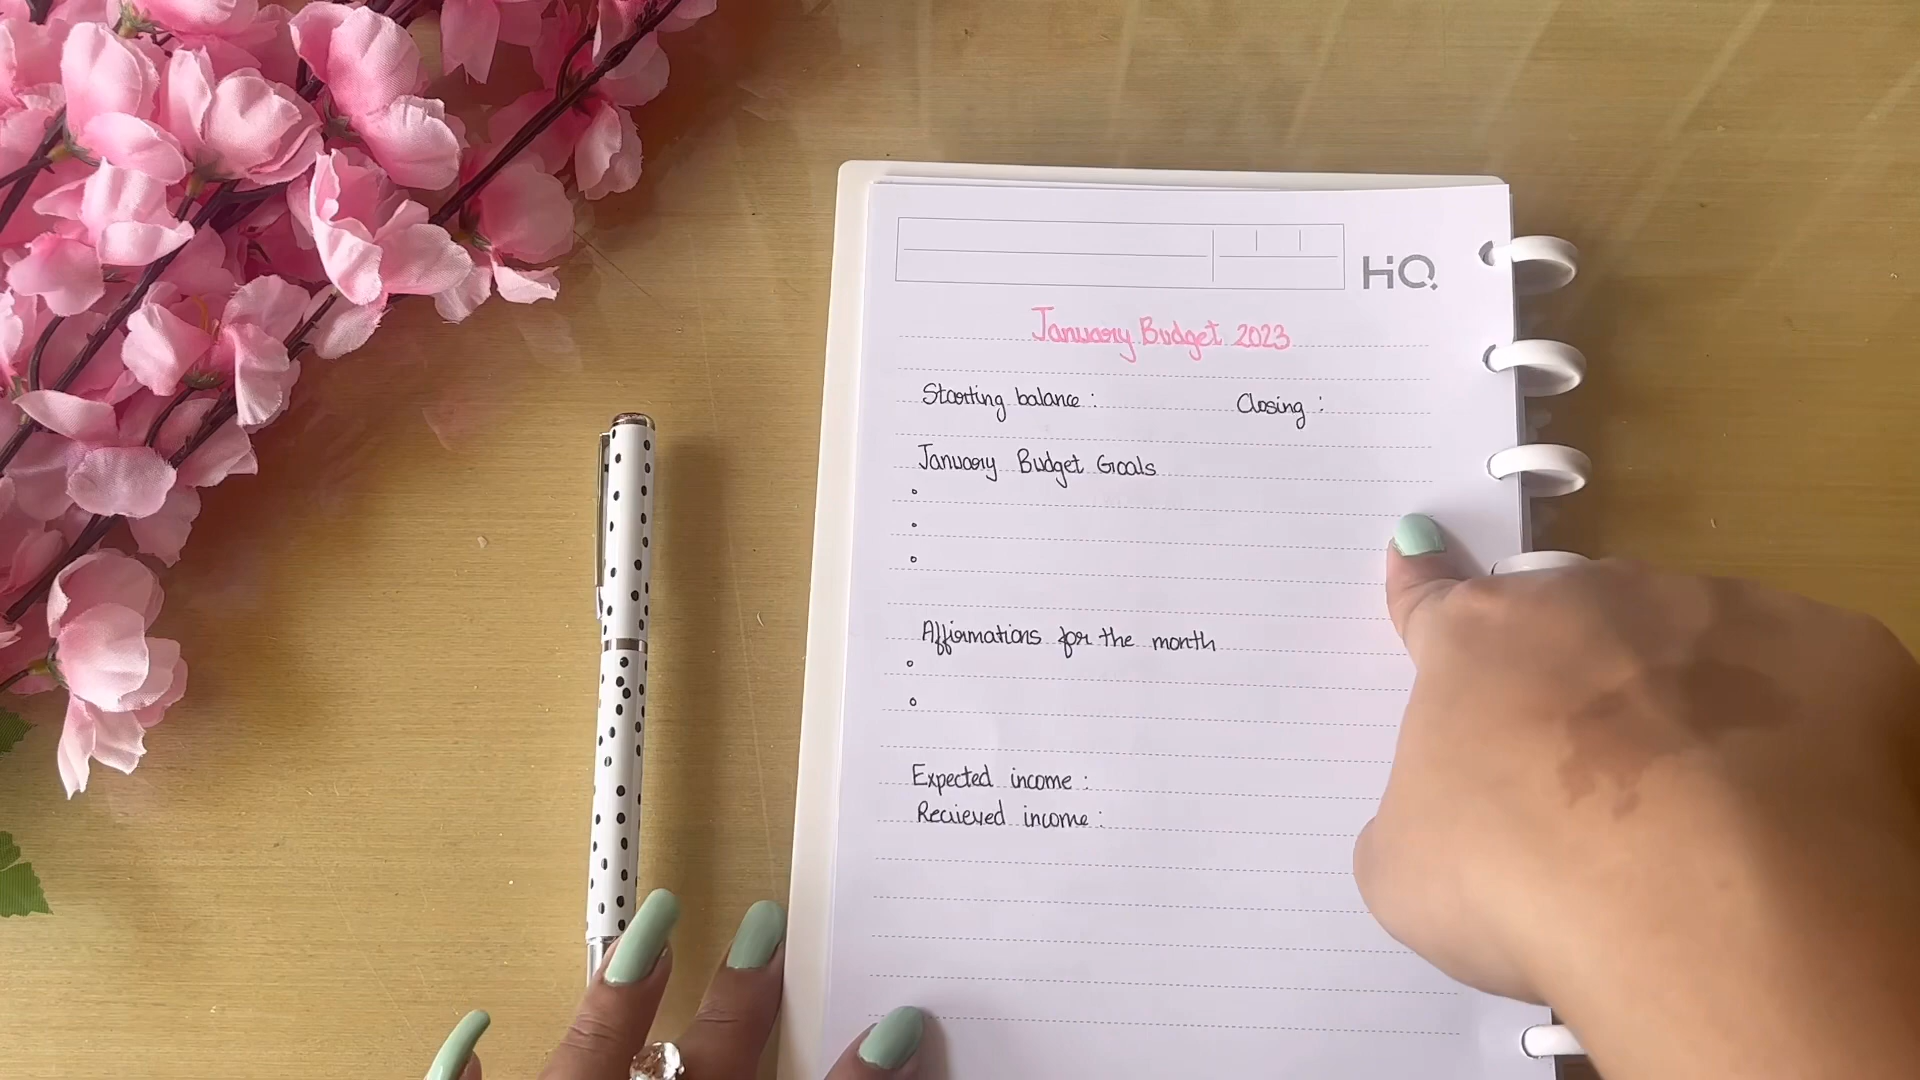 HQ
January Budget 2023
Starting balance : Closing :
January Budget Goals
Affirmations for the month
Expected income :
Recieved income :